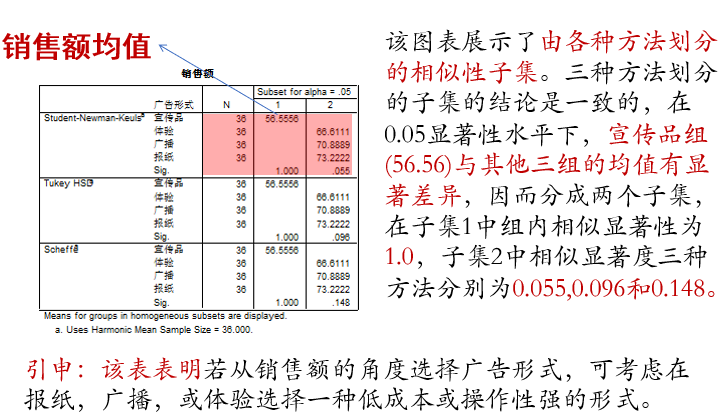 销售额均值
销售额
Subset for alpha = .05
广告形式 N 1 2
Student-Newman-Keuls a 宣传品 36 56.5556
体验 36 66.6111
广播 36 70.8889
报纸 36 73.2222
Sig. 1.000 .055
Tukey HSD a 宣传品 36 56.5556
体验 36 66.6111
广播 36 70.8889
报纸 36 73.2222
Sig. 1.000 .096
Scheffe a 宣传品 36 56.5556
体验 36 66.6111
广播 36 70.8889
报纸 36 73.2222
Sig. 1.000 .148
Means for groups in homogeneous subsets are displayed.
a. Uses Harmonic Mean Sample Size = 36.000.
该图表展示了由各种方法划分
的相似性子集。三种方法划分
的子集的结论是一致的，在
0.05显著性水平下，宣传品组
(56.56)与其他三组的均值有显
著差异，因而分成两个子集，
在子集1中组内相似显著性为
1.0，子集2中相似显著度三种
方法分别为0.055,0.096和0.148。
引申：该表表明若从销售额的角度选择广告形式，可考虑在
报纸，广播，或体验选择一种低成本或操作性强的形式。